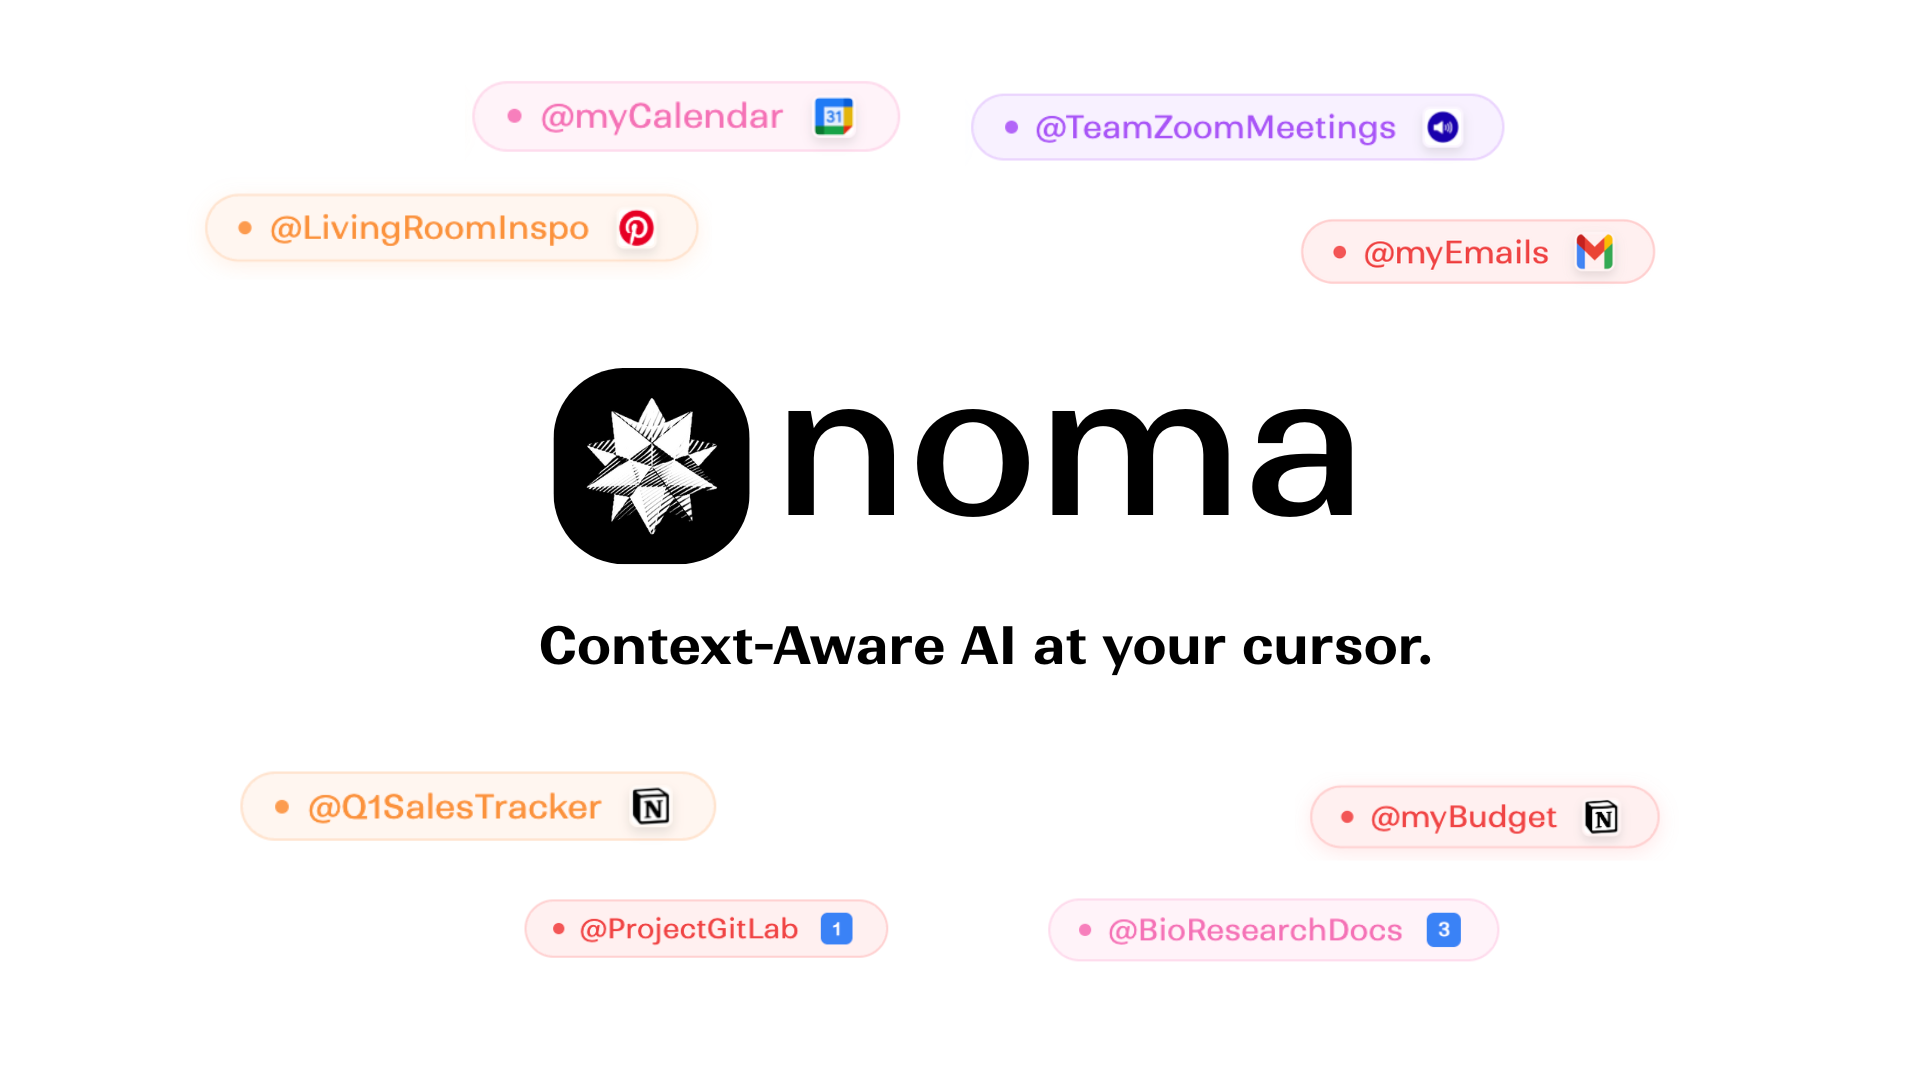 @myCalendar 31
@TeamZoomMeetings
@LivingRoomInspo
@myEmails
noma
Context-Aware AI at your cursor.
@Q1SalesTracker N
@myBudget N
@ProjectGitLab 1
@BioResearchDocs 3